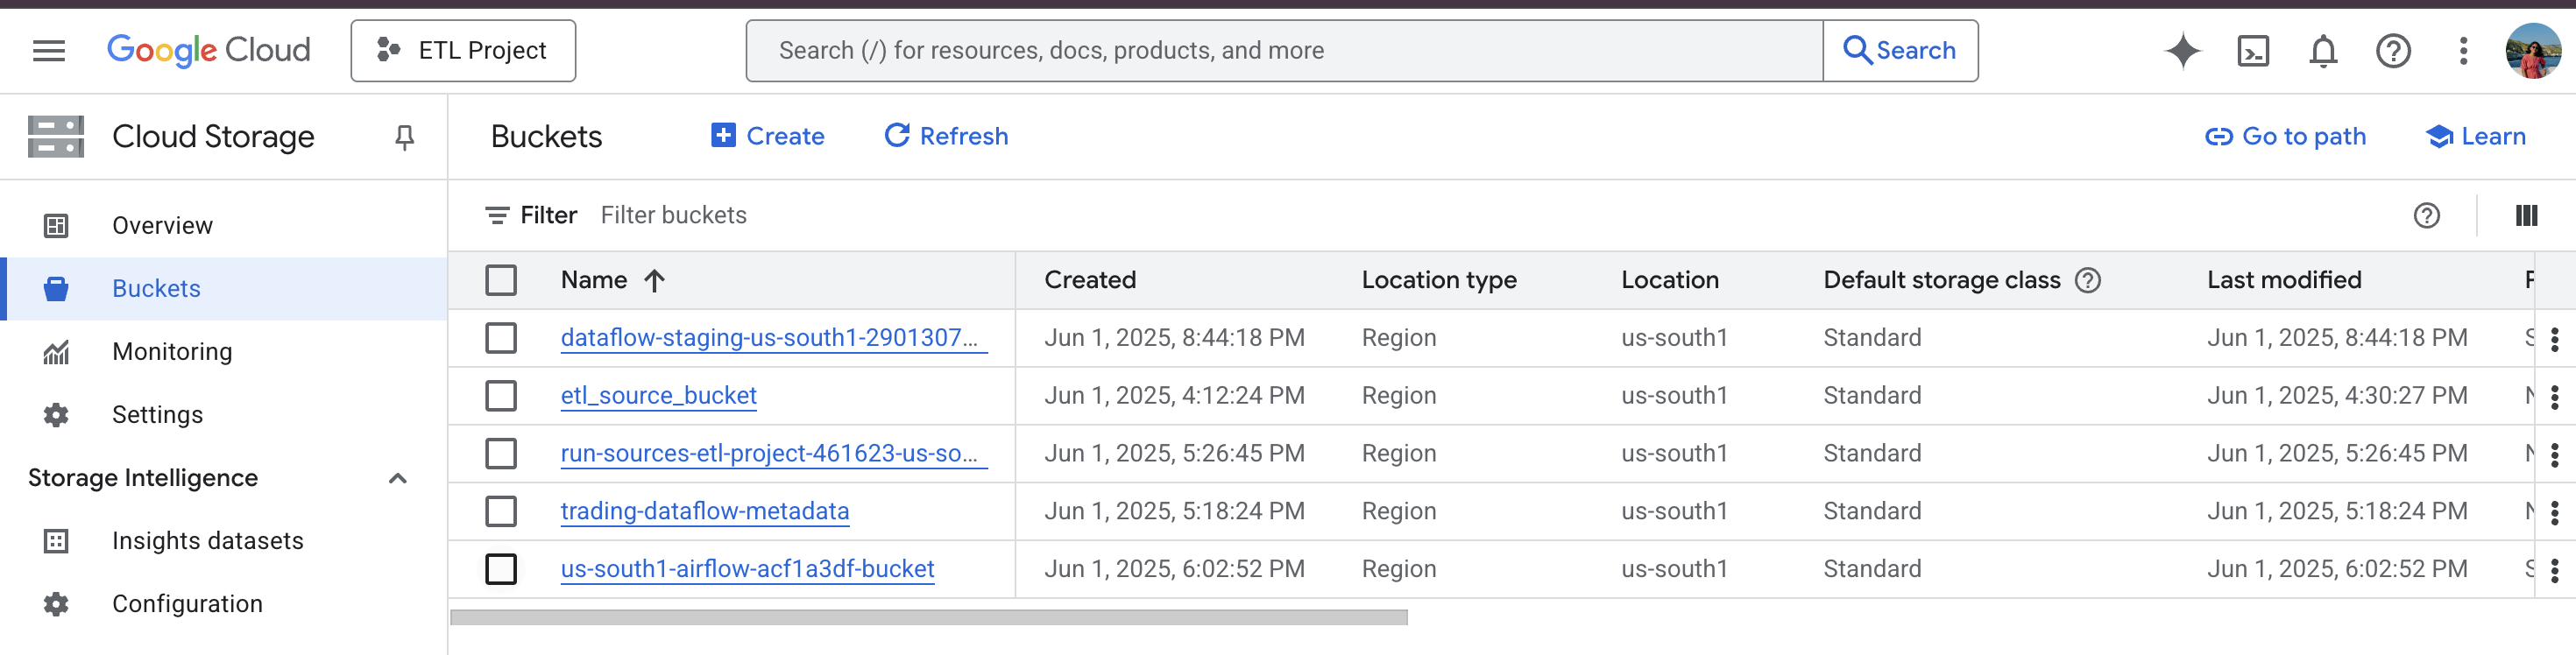 Google Cloud ETL Project Search (/) for resources, docs, products, and more Search
Cloud Storage
Overview
Buckets
Monitoring
Settings
Storage Intelligence
Insights datasets
Configuration
Buckets Create Refresh Go to path Learn
Filter Filter buckets
Name Created Location type Location Default storage class Last modified
dataflow-staging-us-south1-2901307... Jun 1, 2025, 8:44:18 PM Region us-south1 Standard Jun 1, 2025, 8:44:18 PM
etl_source_bucket Jun 1, 2025, 4:12:24 PM Region us-south1 Standard Jun 1, 2025, 4:30:27 PM
run-sources-etl-project-461623-us-so... Jun 1, 2025, 5:26:45 PM Region us-south1 Standard Jun 1, 2025, 5:26:45 PM
trading-dataflow-metadata Jun 1, 2025, 5:18:24 PM Region us-south1 Standard Jun 1, 2025, 5:18:24 PM
us-south1-airflow-acf1a3df-bucket Jun 1, 2025, 6:02:52 PM Region us-south1 Standard Jun 1, 2025, 6:02:52 PM